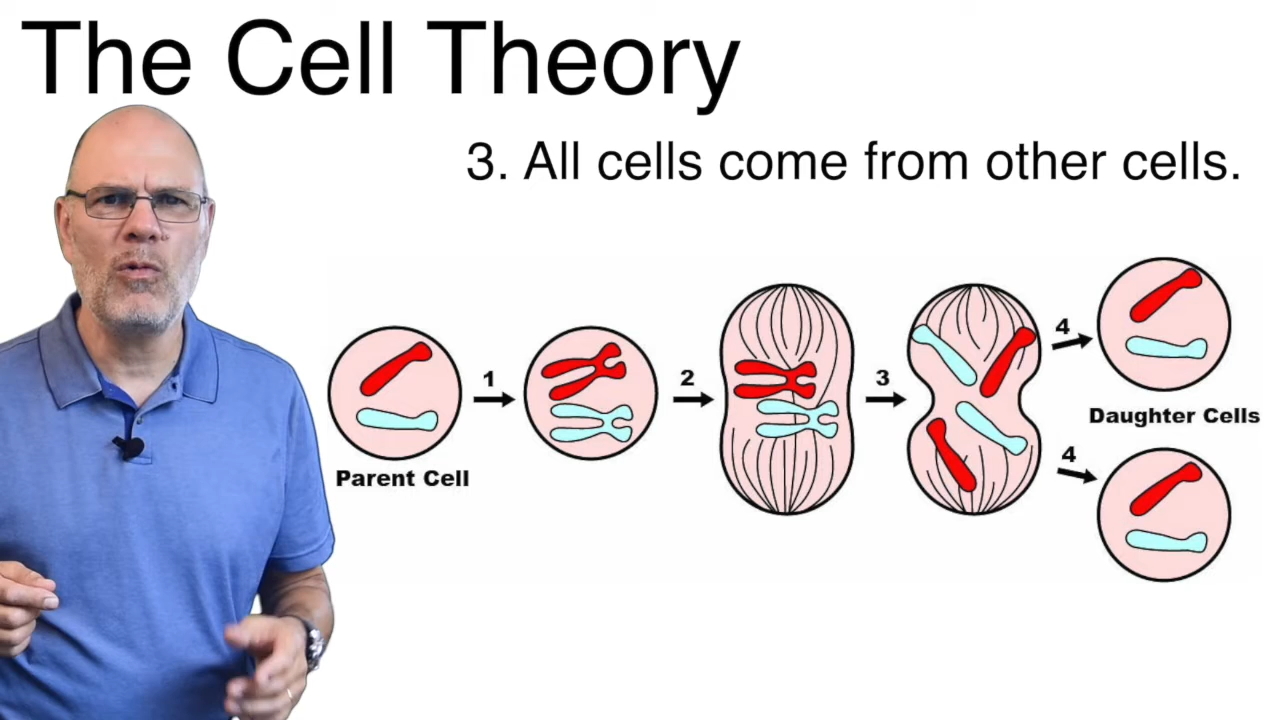 The Cell Theory
3. All cells come from other cells.
1
2
3
4
4
Parent Cell
Daughter Cells